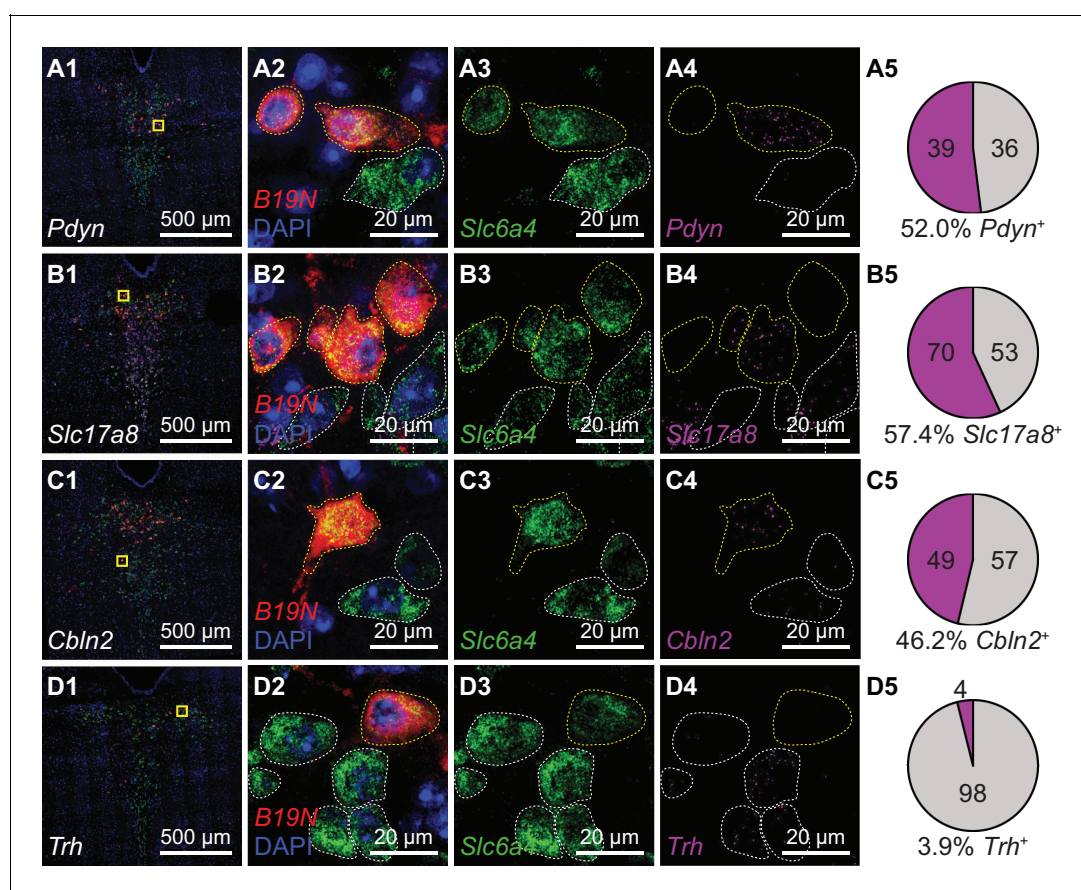 A1 A2 A3 A4 A5
Pdyn 500 µm
B19N
DAPI 20 µm
Slc6a4 20 µm
Pdyn 20 µm
39 36
52.0% Pdyn⁺
B1 B2 B3 B4 B5
Slc17a8 500 µm
B19N
DAPI 20 µm
Slc6a4 20 µm
Slc17a8 20 µm
70 53
57.4% Slc17a8⁺
C1 C2 C3 C4 C5
Cbln2 500 µm
B19N
DAPI 20 µm
Slc6a4 20 µm
Cbln2 20 µm
49 57
46.2% Cbln2⁺
D1 D2 D3 D4 D5
Trh 500 µm
B19N
DAPI 20 µm
Slc6a4 20 µm
Trh 20 µm
4
98
3.9% Trh⁺